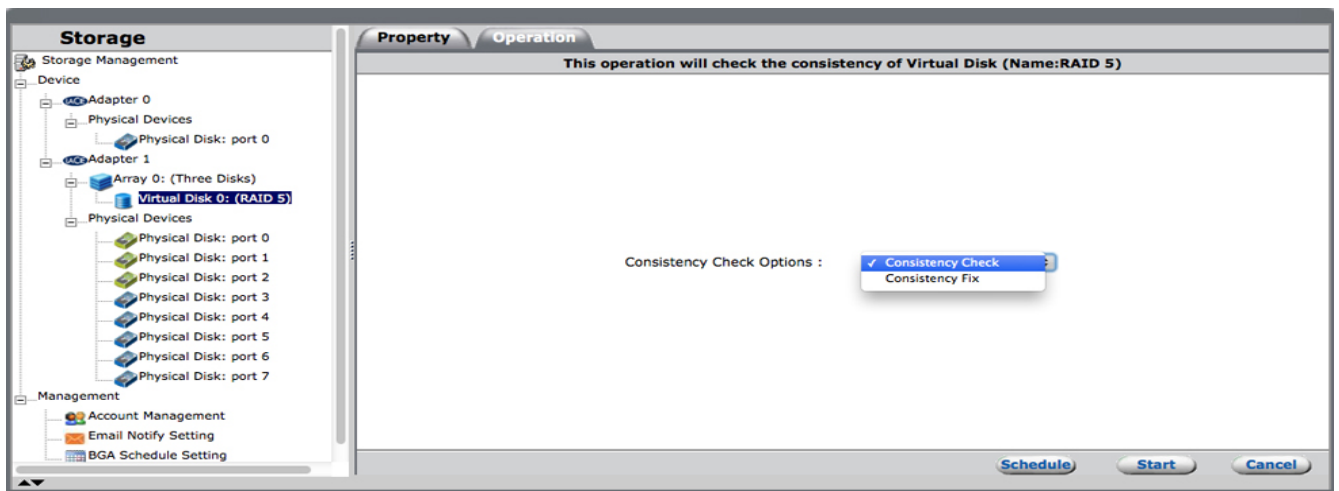 Storage
Storage Management
Device
Adapter 0
Physical Devices
Physical Disk: port 0
Adapter 1
Array 0: (Three Disks)
Virtual Disk 0: (RAID 5)
Physical Devices
Physical Disk: port 0
Physical Disk: port 1
Physical Disk: port 2
Physical Disk: port 3
Physical Disk: port 4
Physical Disk: port 5
Physical Disk: port 6
Physical Disk: port 7
Management
Account Management
Email Notify Setting
BGA Schedule Setting
Property Operation
This operation will check the consistency of Virtual Disk (Name:RAID 5)
Consistency Check Options :
✓ Consistency Check
Consistency Fix
Schedule Start Cancel